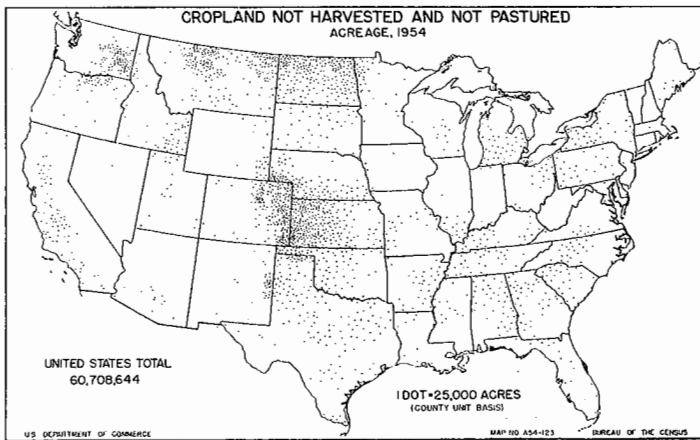 CROPLAND NOT HARVESTED AND NOT PASTURED
ACREAGE, 1954
UNITED STATES TOTAL
60,708,644
1 DOT=25,000 ACRES
(COUNTY UNIT BASIS)
U S DEPARTMENT OF COMMERCE
MAP NO A54-123
BUREAU OF THE CENSUS